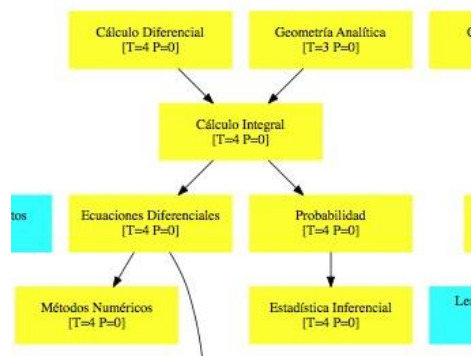 Cálculo Diferencial
[T=4 P=0]
Geometría Analítica
[T=3 P=0]
Cálculo Integral
[T=4 P=0]
Ecuaciones Diferenciales
[T=4 P=0]
Probabilidad
[T=4 P=0]
Métodos Numéricos
[T=4 P=0]
Estadística Inferencial
[T=4 P=0]